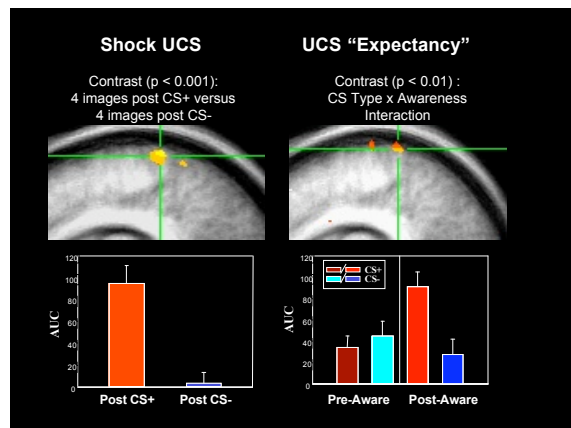 Shock UCS
Contrast (p < 0.001):
4 images post CS+ versus
4 images post CS-
120
100
80
60
40
20
0
AUC
Post CS+ Post CS-
UCS “Expectancy”
Contrast (p < 0.01) :
CS Type x Awareness
Interaction
120
100
80
60
40
20
0
AUC
/ CS+
/ CS-
Pre-Aware Post-Aware